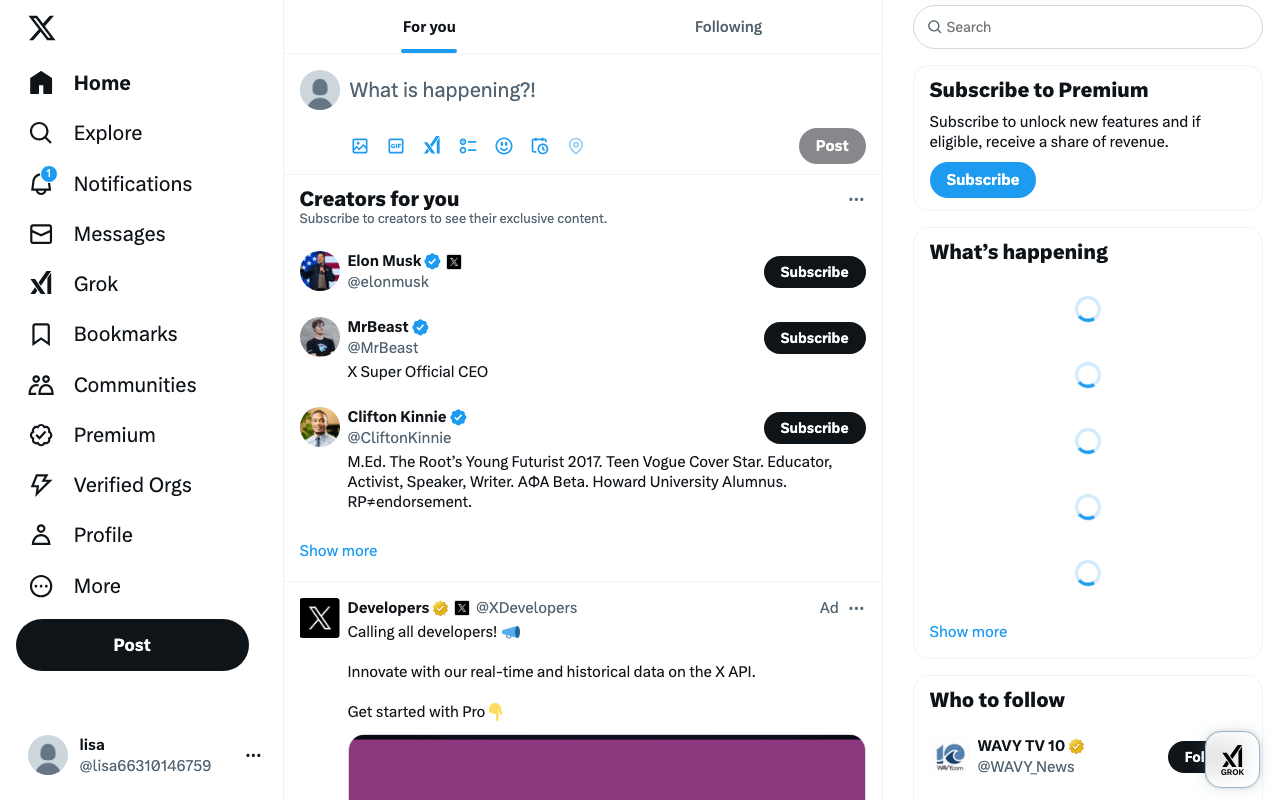 Home
Explore
1
Notifications
Messages
Grok
Bookmarks
Communities
Premium
Verified Orgs
Profile
More
Post
lisa
@lisa66310146759
For you
Following
What is happening?!
GIF
Post
Creators for you
Subscribe to creators to see their exclusive content.
Elon Musk
@elonmusk
Subscribe
MrBeast
@MrBeast
X Super Official CEO
Subscribe
Clifton Kinnie
@CliftonKinnie
Subscribe
M.Ed. The Root’s Young Futurist 2017. Teen Vogue Cover Star. Educator,
Activist, Speaker, Writer. AΦA Beta. Howard University Alumnus.
RP≠endorsement.
Show more
Developers @XDevelopers
Ad
Calling all developers! 📣
Innovate with our real-time and historical data on the X API.
Get started with Pro👇
Search
Subscribe to Premium
Subscribe to unlock new features and if
eligible, receive a share of revenue.
Subscribe
What’s happening
Show more
Who to follow
WAVY TV 10
@WAVY_News
Fol
GROK